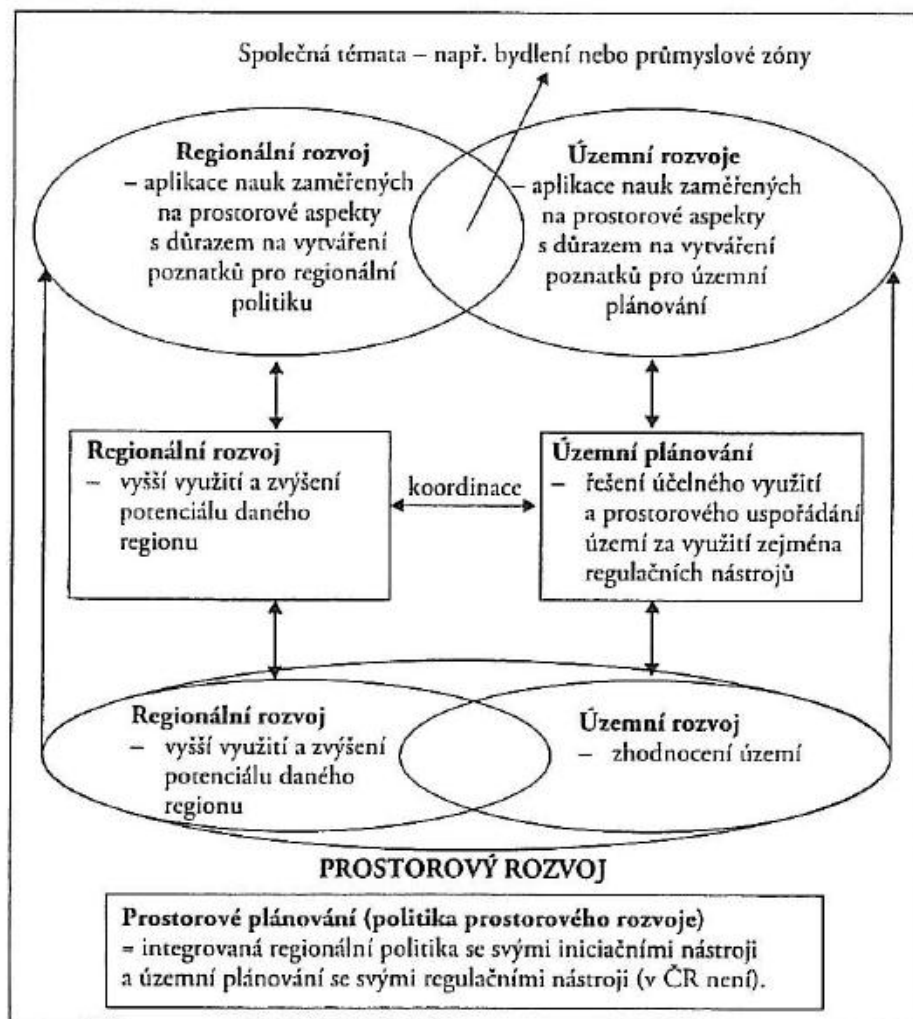 Společná témata – např. bydlení nebo průmyslové zóny
Regionální rozvoj
– aplikace nauk zaměřených
na prostorové aspekty
s důrazem na vytváření
poznatků pro regionální
politiku
Územní rozvoje
– aplikace nauk zaměřených
na prostorové aspekty
s důrazem na vytváření
poznatků pro územní
plánování
Regionální rozvoj
– vyšší využití a zvýšení
potenciálu daného
regionu
koordinace
Územní plánování
– řešení účelného využití
a prostorového uspořádání
území za využití zejména
regulačních nástrojů
Regionální rozvoj
– vyšší využití a zvýšení
potenciálu daného
regionu
Územní rozvoj
– zhodnocení území
PROSTOROVÝ ROZVOJ
Prostorové plánování (politika prostorového rozvoje)
= integrovaná regionální politika se svými iniciačními nástroji
a územní plánování se svými regulačními nástroji (v ČR není).